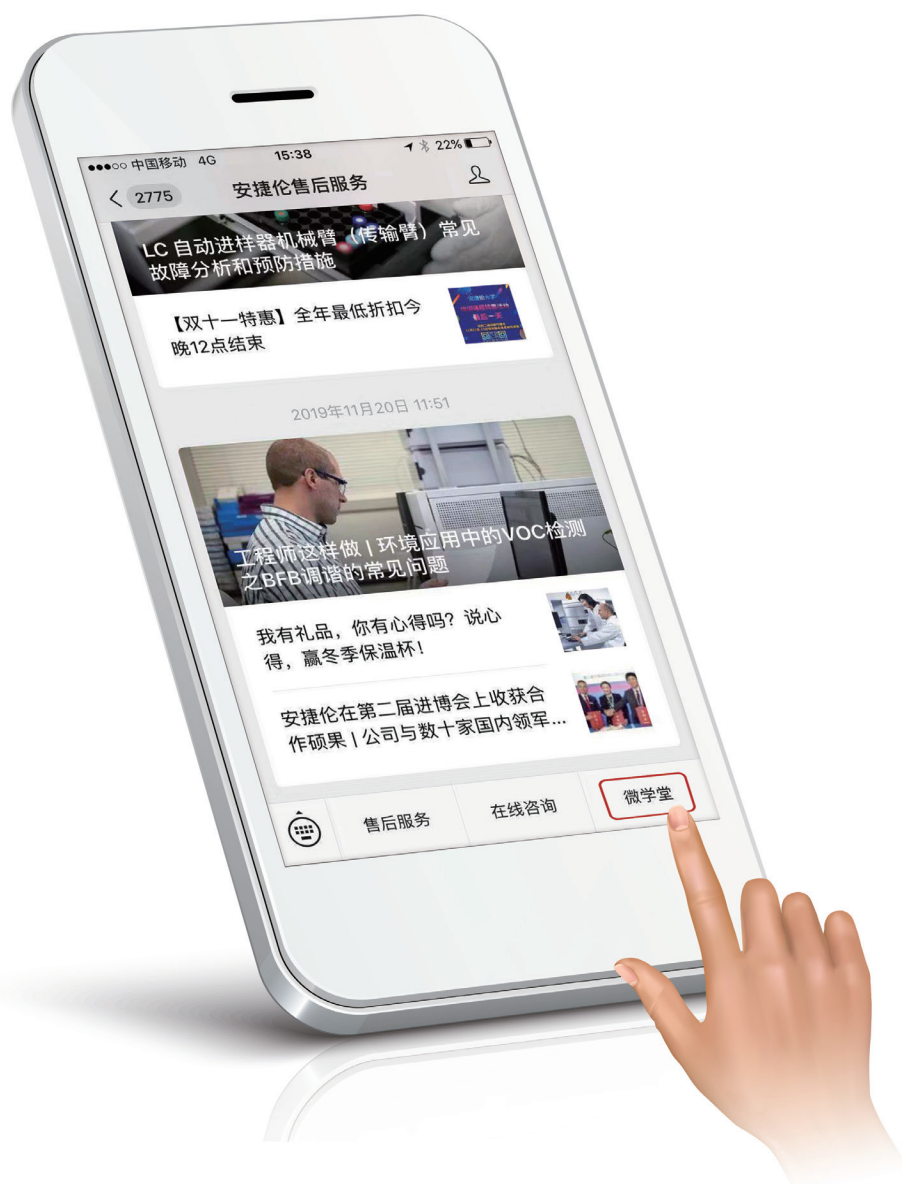 中国移动 4G 15:38 22%
2775 安捷伦售后服务
LC 自动进样器机械臂（传输臂）常见
故障分析和预防措施
【双十一特惠】全年最低折扣今
晚12点结束
2019年11月20日 11:51
工程师这样做 | 环境应用中的VOC检测
之BFB调谐的常见问题
我有礼品，你有心得吗？说心
得，赢冬季保温杯！
安捷伦在第二届进博会上收获合
作硕果 | 公司与数十家国内领军...
售后服务 在线咨询 微学堂